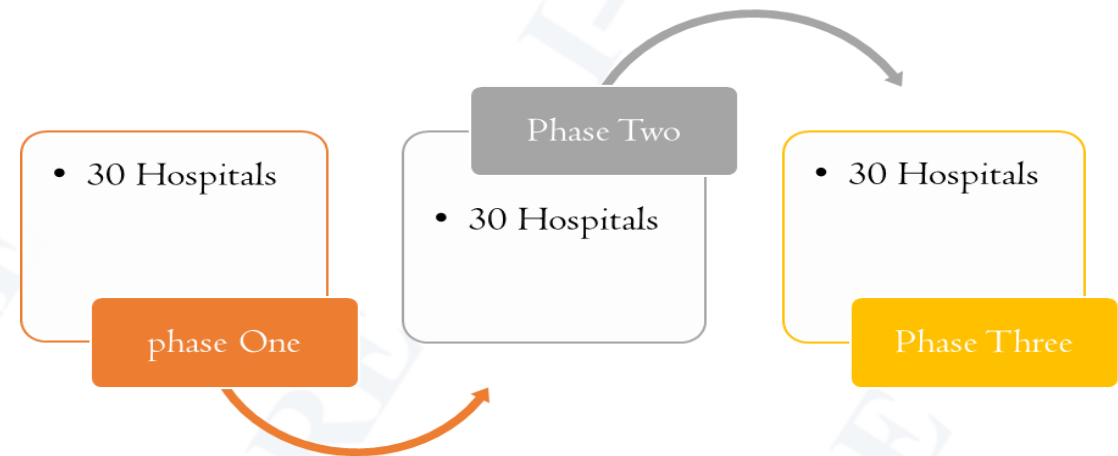 • 30 Hospitals
phase One
Phase Two
• 30 Hospitals
• 30 Hospitals
Phase Three